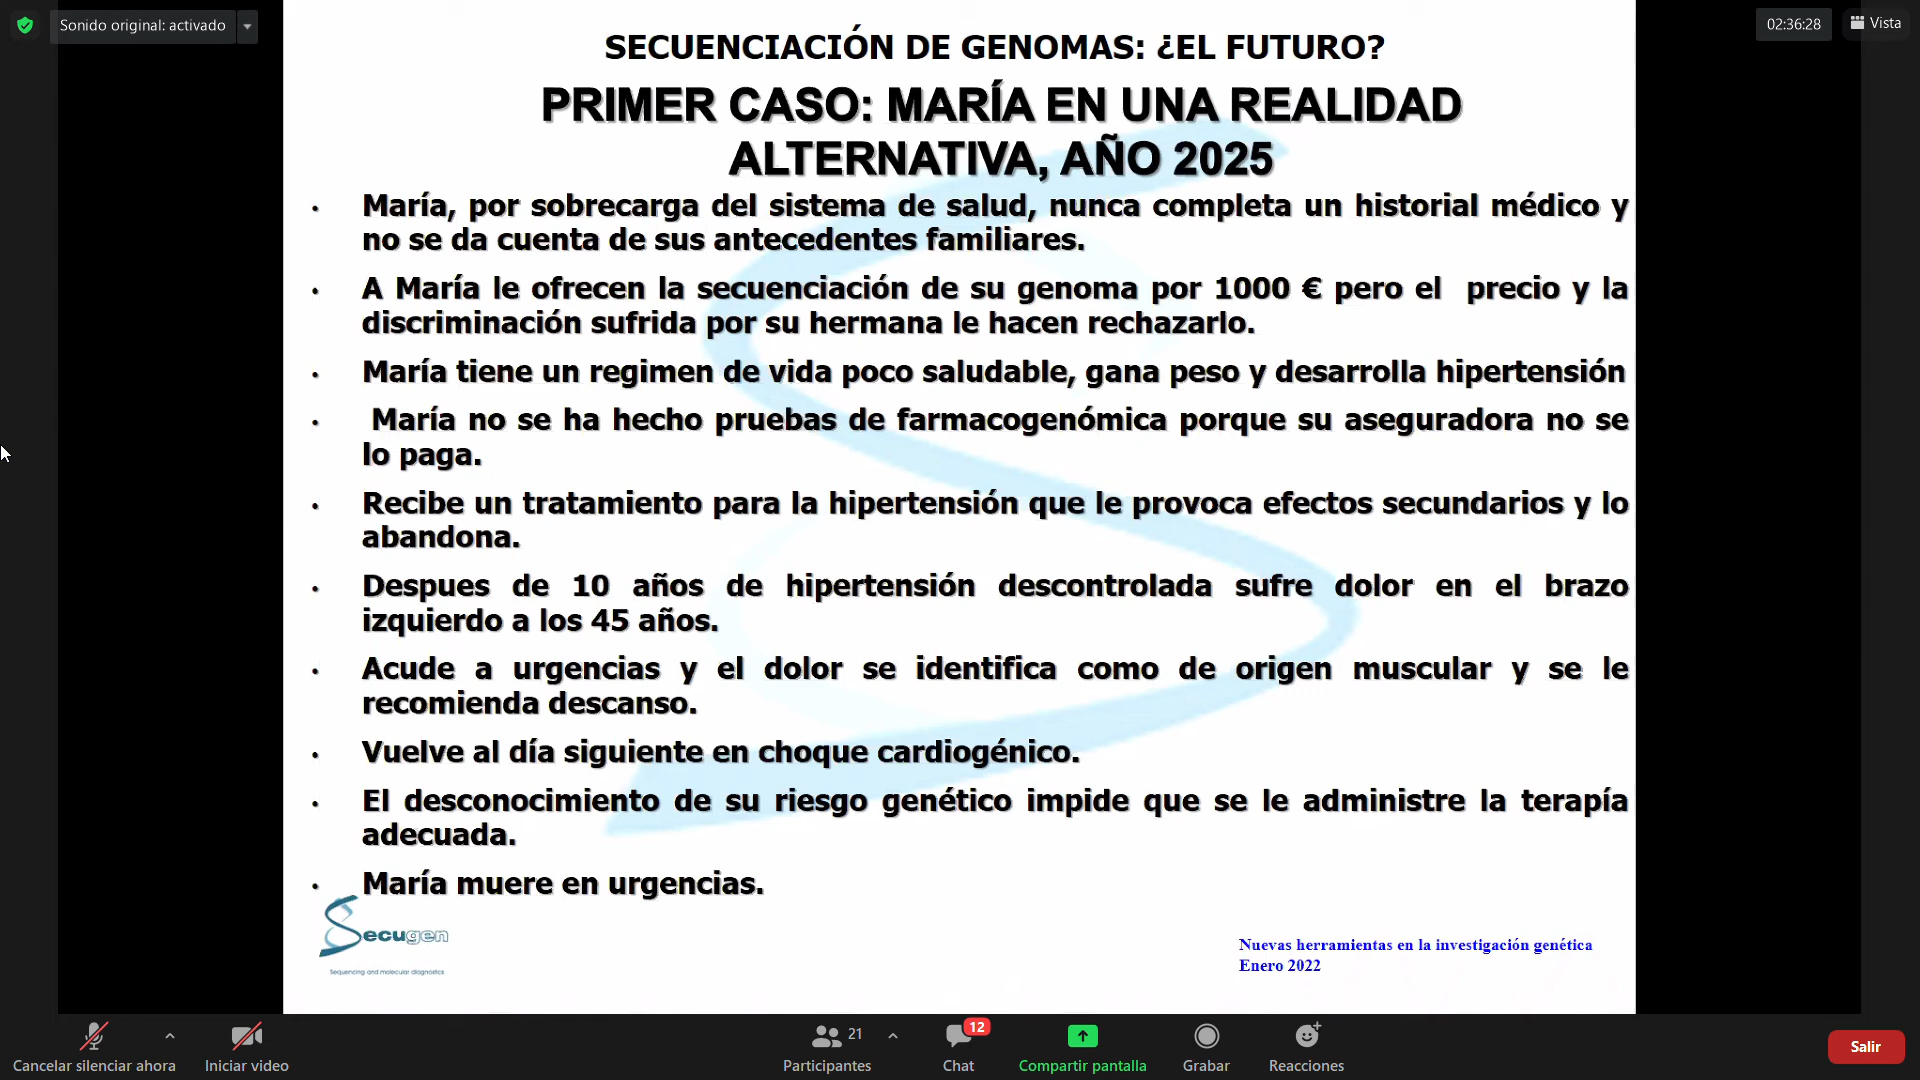 Sonido original: activado
02:36:28
Vista
SECUENCIACIÓN DE GENOMAS: ¿EL FUTURO?
PRIMER CASO: MARÍA EN UNA REALIDAD
ALTERNATIVA, AÑO 2025
• María, por sobrecarga del sistema de salud, nunca completa un historial médico y
no se da cuenta de sus antecedentes familiares.
• A María le ofrecen la secuenciación de su genoma por 1000 € pero el precio y la
discriminación sufrida por su hermana le hacen rechazarlo.
• María tiene un regimen de vida poco saludable, gana peso y desarrolla hipertensión
• María no se ha hecho pruebas de farmacogenómica porque su aseguradora no se
lo paga.
• Recibe un tratamiento para la hipertensión que le provoca efectos secundarios y lo
abandona.
• Despues de 10 años de hipertensión descontrolada sufre dolor en el brazo
izquierdo a los 45 años.
• Acude a urgencias y el dolor se identifica como de origen muscular y se le
recomienda descanso.
• Vuelve al día siguiente en choque cardiogénico.
• El desconocimiento de su riesgo genético impide que se le administre la terapía
adecuada.
• María muere en urgencias.
Secugen
Sequencing and molecular diagnostics
Nuevas herramientas en la investigación genética
Enero 2022
Cancelar silenciar ahora
Iniciar video
21
Participantes
12
Chat
Compartir pantalla
Grabar
Reacciones
Salir